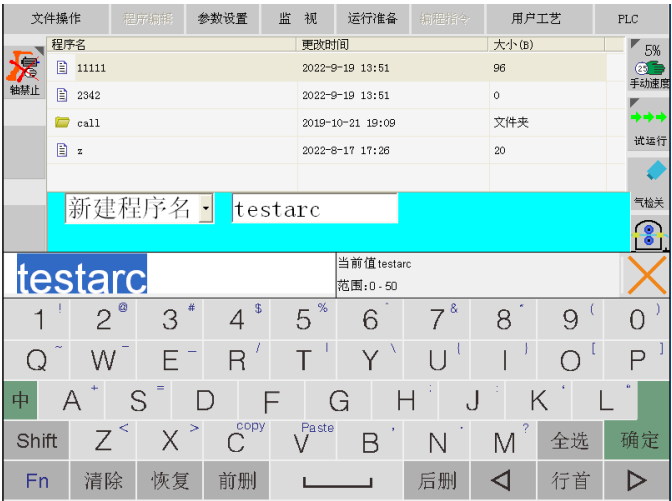 文件操作 程序编辑 参数设置 监 视 运行准备 编程指令 用户工艺 PLC
程序名 更改时间 大小(B)
11111 2022-9-19 13:51 96
2342 2022-9-19 13:51 0
call 2019-10-21 19:09 文件夹
z 2022-8-17 17:26 20
轴禁止
5%
手动速度
试运行
气检关
新建程序名 testarc
testarc 当前值testarc
范围:0-50
1 ! 2 @ 3 # 4 $ 5 % 6 7 & 8 9 ( 0 )
Q ~ W E R / T Y \ U I O [ P ]
中 A + S = D F G H : J K L "
Shift Z < X > C copy V Paste B N M ? 全选 确定
Fn 清除 恢复 前删 后删 行首